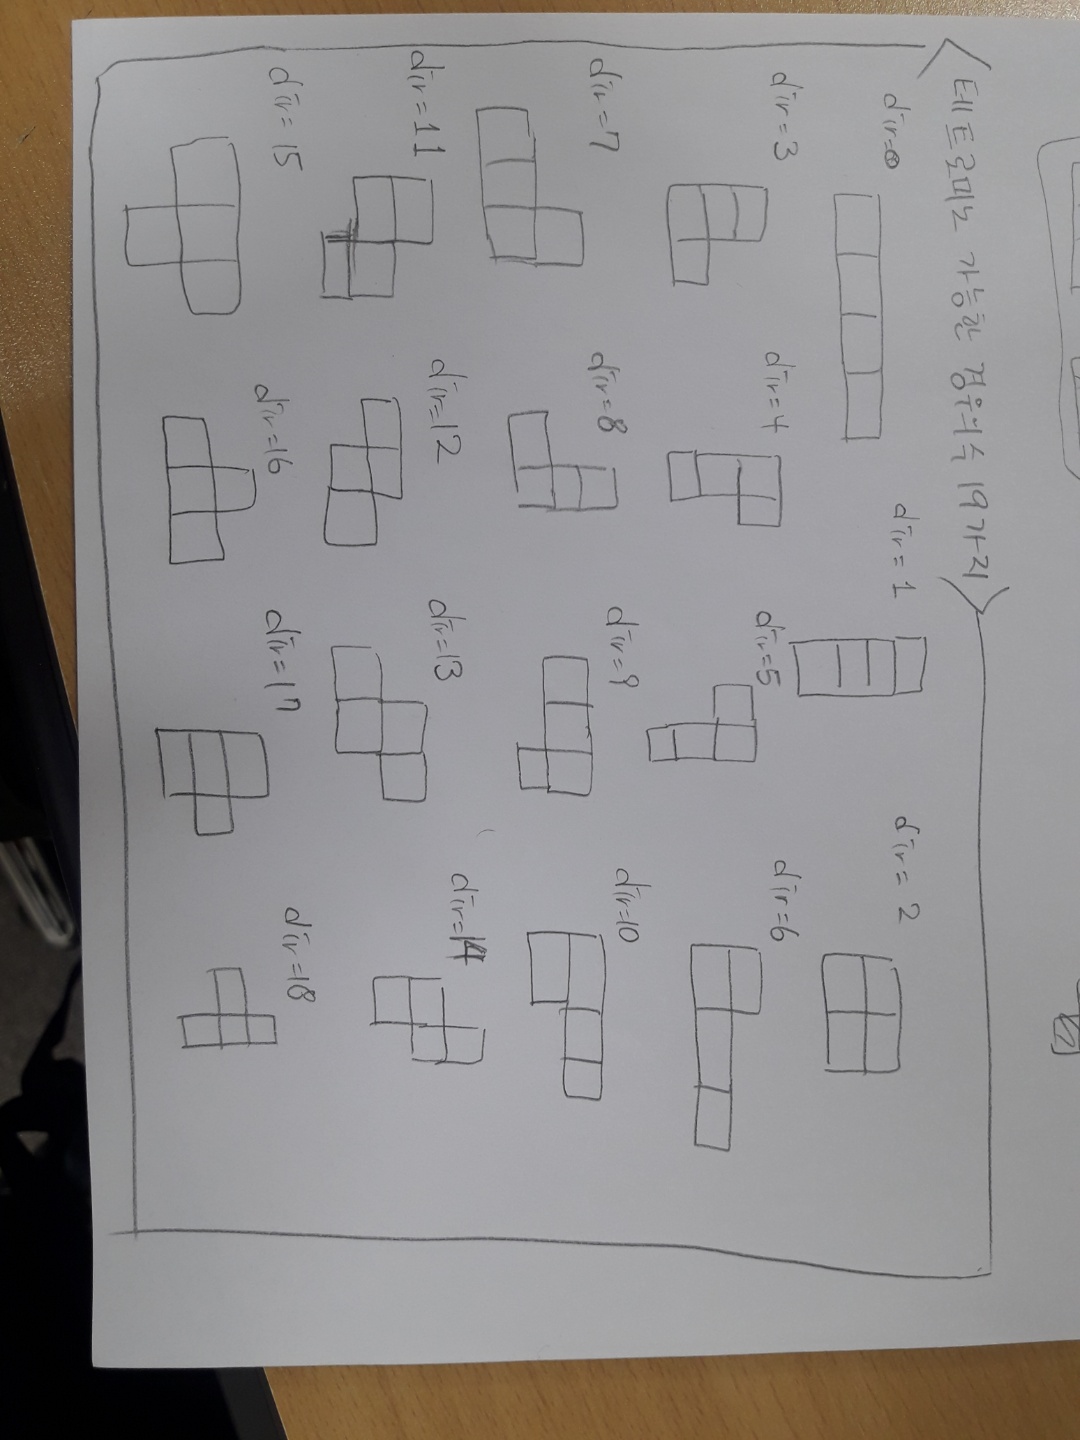 <테트로미노 가능한 경우의수 19가지>
dir=0 dir=1 dir=2
dir=3 dir=4 dir=5 dir=6
dir=7 dir=8 dir=9 dir=10
dir=11 dir=12 dir=13 dir=14
dir=15 dir=16 dir=17 dir=18